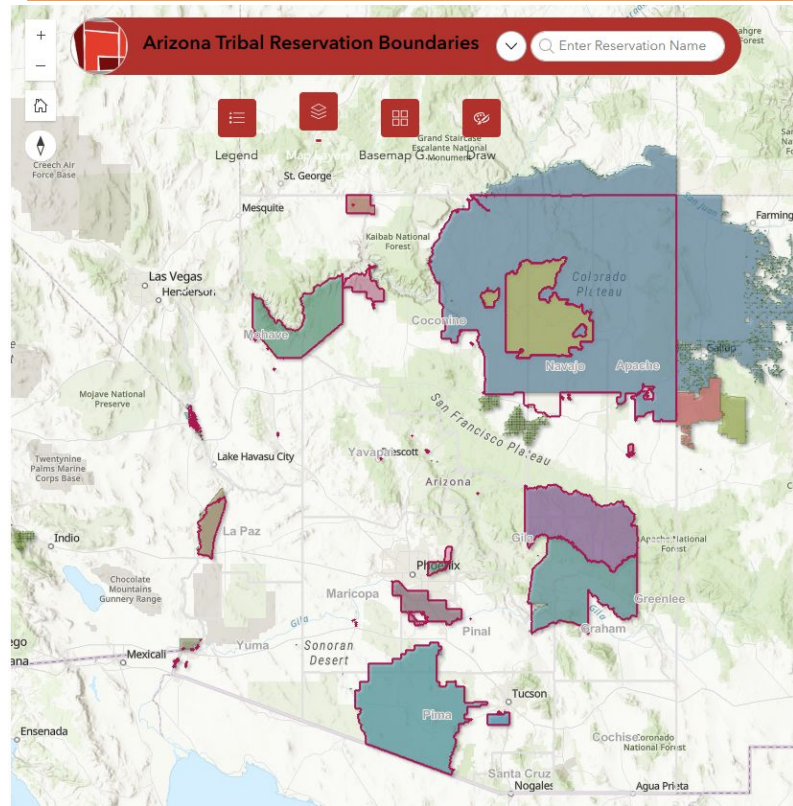 Arizona Tribal Reservation Boundaries
Enter Reservation Name
+
−
Legend
Basemap G
Draw
Grand Staircase
Escalante National
Monument
Creech Air
Force Base
St. George
Mesquite
Farming
San Juan
Kaibab National
Forest
Las Vegas
Henderson
Colorado
Plateau
Mohave
Coconino
Navajo
Apache
Gallup
Mojave National
Preserve
San Francisco Plateau
Lake Havasu City
Yavapai
escott
Twentynine
Palms Marine
Corps Base
Arizona
Indio
La Paz
Gila
Apache National
Forest
Phoenix
Chocolate
Mountains
Gunnery Range
Maricopa
Greenlee
Gila
Gila
Pinal
Graham
Yuma
Sonoran
Desert
Mexicali
Tucson
Pima
Ensenada
Cochise
Coronado
National Forest
Santa Cruz
Nogales
Agua Prieta